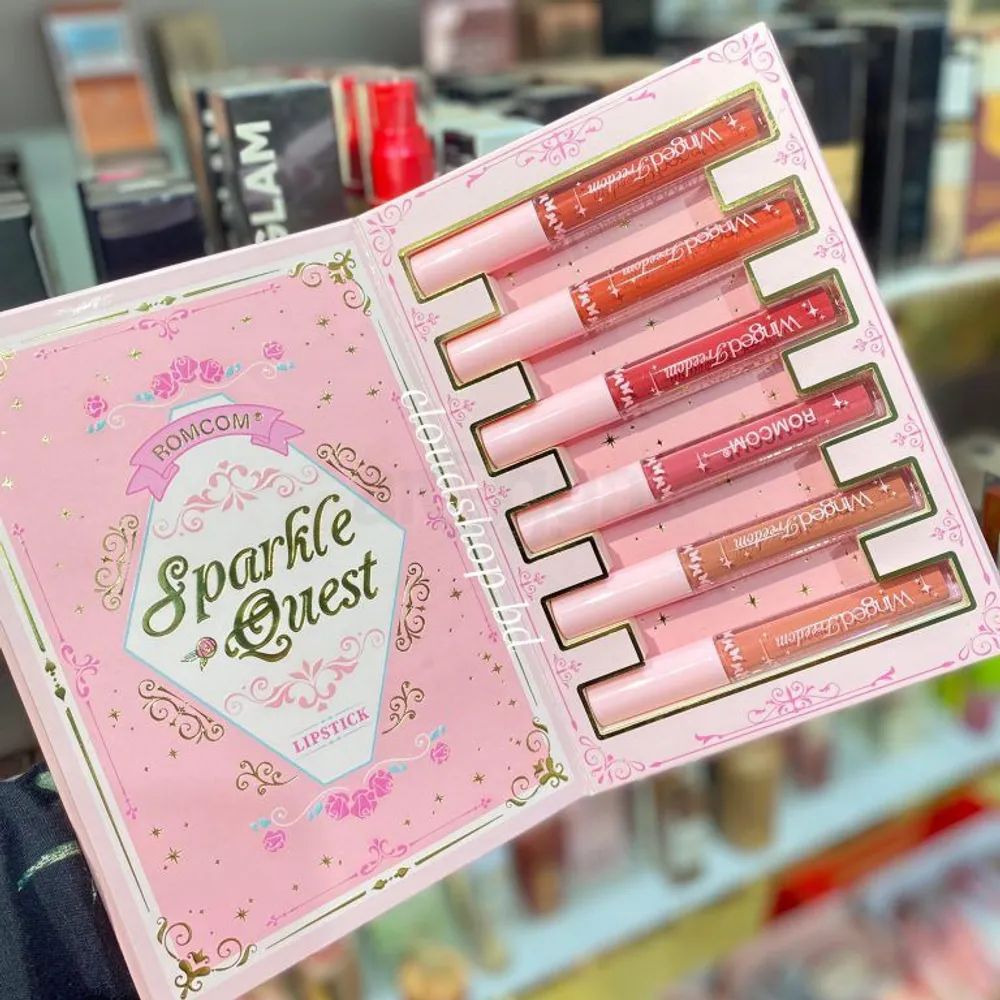 GLAM
ROMCOM®
Sparkle
Quest
LIPSTICK
cloudshop.bd
Winged Freedom
Winged Freedom
Winged Freedom
ROMCOM®
Winged Freedom
Winged Freedom